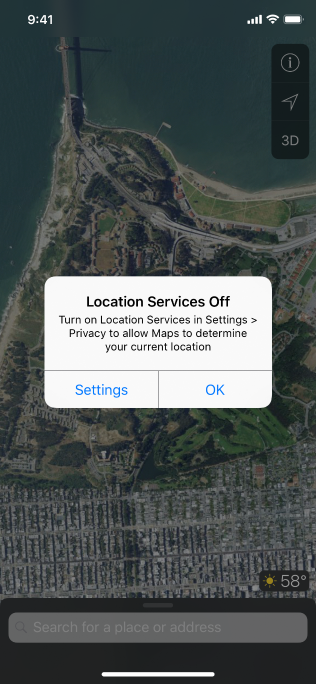 9:41
3D
Location Services Off
Turn on Location Services in Settings >
Privacy to allow Maps to determine
your current location
Settings
OK
58°
Search for a place or address